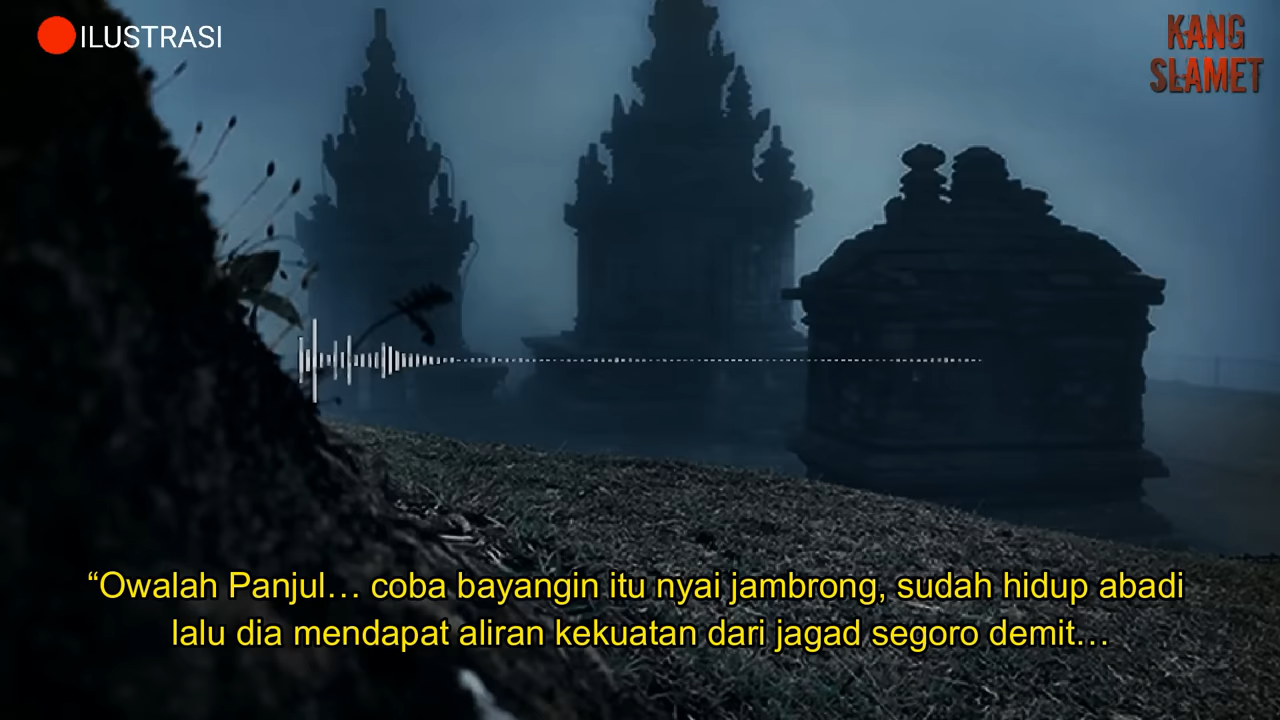 ILUSTRASI
KANG
SLAMET
“Owalah Panjul… coba bayangin itu nyai jambrong, sudah hidup abadi
lalu dia mendapat aliran kekuatan dari jagad segoro demit…